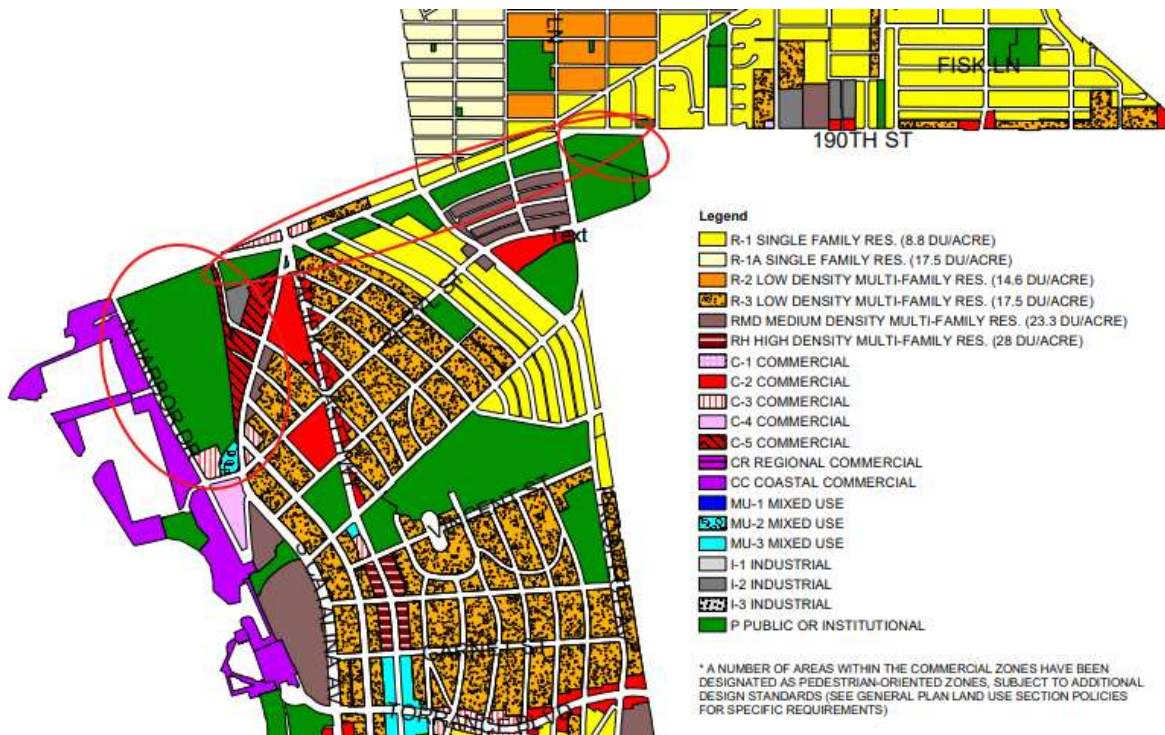 FISK LN
190TH ST
Text
N HARBOR DR
TORRANCE BLVD
Legend
R-1 SINGLE FAMILY RES. (8.8 DU/ACRE)
R-1A SINGLE FAMILY RES. (17.5 DU/ACRE)
R-2 LOW DENSITY MULTI-FAMILY RES. (14.6 DU/ACRE)
R-3 LOW DENSITY MULTI-FAMILY RES. (17.5 DU/ACRE)
RMD MEDIUM DENSITY MULTI-FAMILY RES. (23.3 DU/ACRE)
RH HIGH DENSITY MULTI-FAMILY RES. (28 DU/ACRE)
C-1 COMMERCIAL
C-2 COMMERCIAL
C-3 COMMERCIAL
C-4 COMMERCIAL
C-5 COMMERCIAL
CR REGIONAL COMMERCIAL
CC COASTAL COMMERCIAL
MU-1 MIXED USE
MU-2 MIXED USE
MU-3 MIXED USE
I-1 INDUSTRIAL
I-2 INDUSTRIAL
I-3 INDUSTRIAL
P PUBLIC OR INSTITUTIONAL
* A NUMBER OF AREAS WITHIN THE COMMERCIAL ZONES HAVE BEEN
DESIGNATED AS PEDESTRIAN-ORIENTED ZONES, SUBJECT TO ADDITIONAL
DESIGN STANDARDS (SEE GENERAL PLAN LAND USE SECTION POLICIES
FOR SPECIFIC REQUIREMENTS)